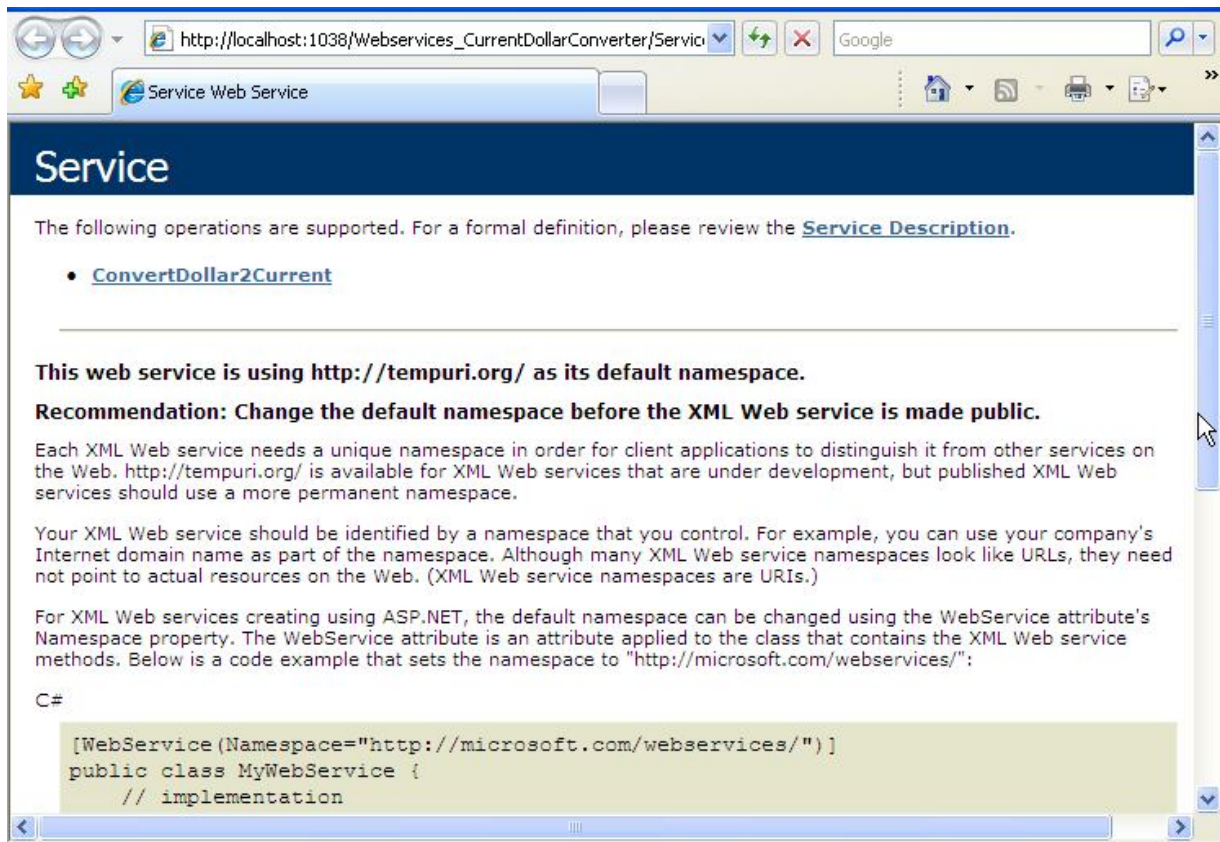 http://localhost:1038/Webservices_CurrentDollarConverter/Servic
Google
Service Web Service
»
Service
The following operations are supported. For a formal definition, please review the Service Description.
• ConvertDollar2Current
This web service is using http://tempuri.org/ as its default namespace.
Recommendation: Change the default namespace before the XML Web service is made public.
Each XML Web service needs a unique namespace in order for client applications to distinguish it from other services on
the Web. http://tempuri.org/ is available for XML Web services that are under development, but published XML Web
services should use a more permanent namespace.
Your XML Web service should be identified by a namespace that you control. For example, you can use your company's
Internet domain name as part of the namespace. Although many XML Web service namespaces look like URLs, they need
not point to actual resources on the Web. (XML Web service namespaces are URIs.)
For XML Web services creating using ASP.NET, the default namespace can be changed using the WebService attribute's
Namespace property. The WebService attribute is an attribute applied to the class that contains the XML Web service
methods. Below is a code example that sets the namespace to "http://microsoft.com/webservices/":
C#
[WebService(Namespace="http://microsoft.com/webservices/")]
public class MyWebService {
// implementation